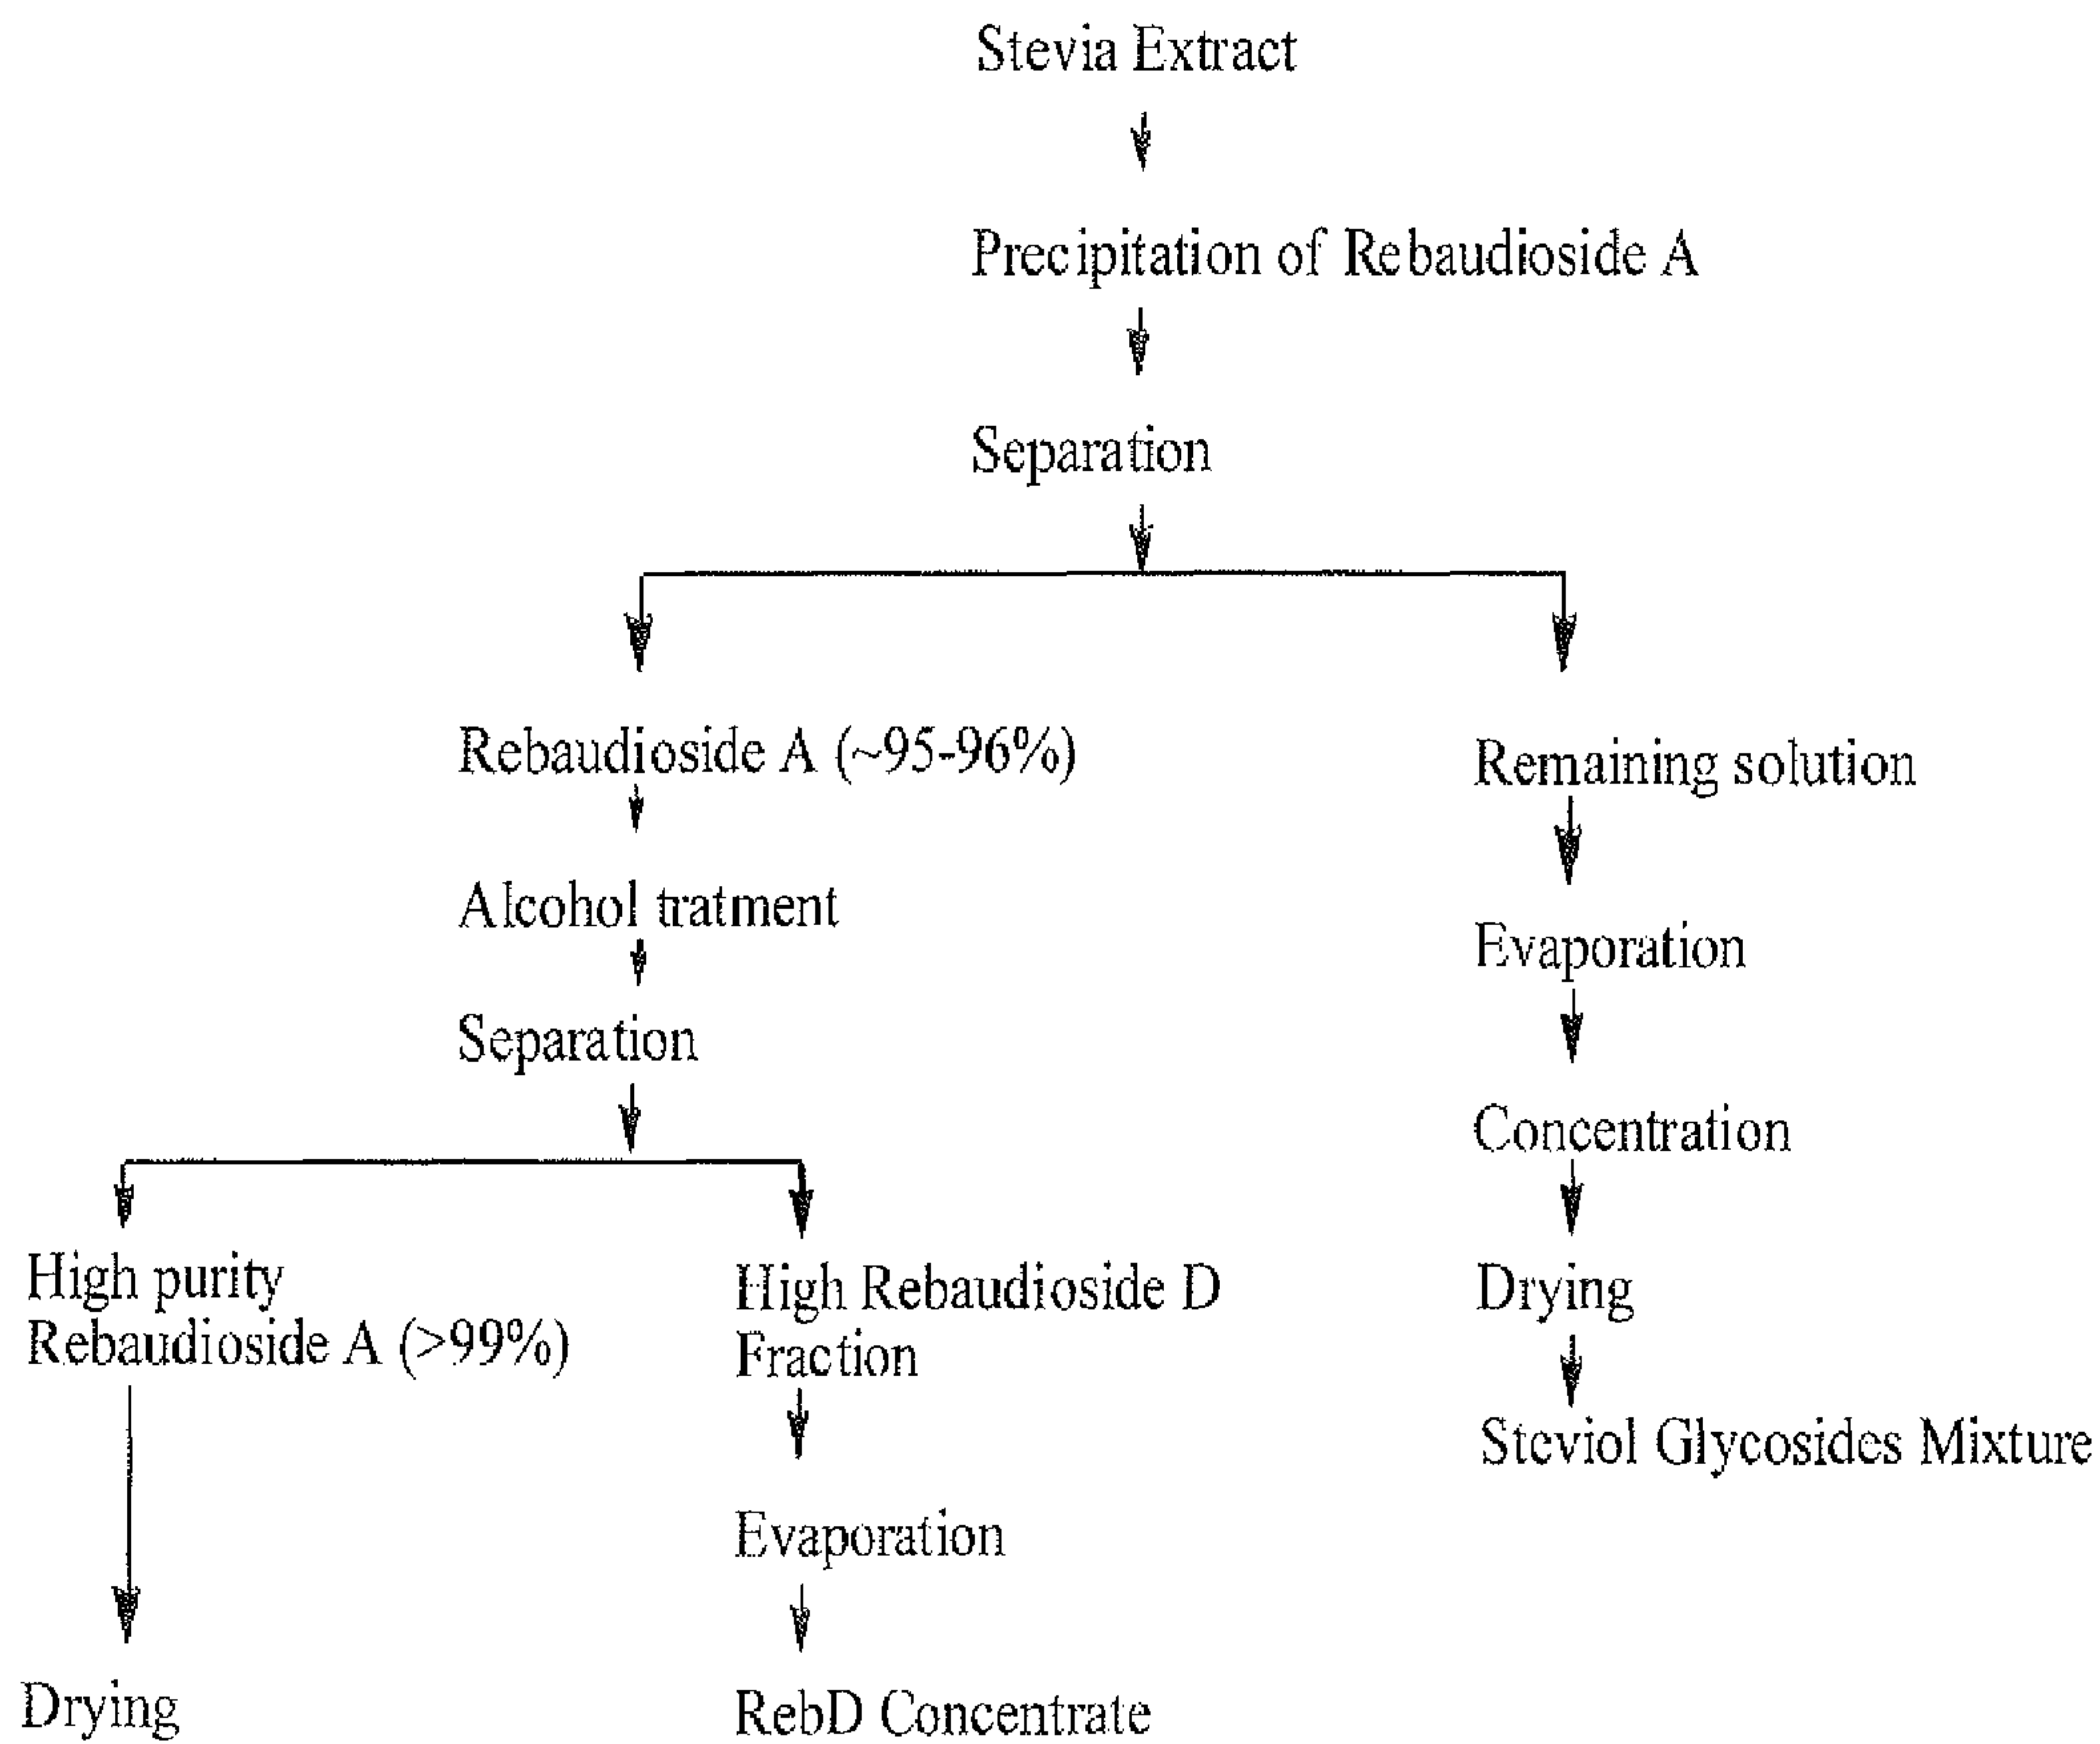 Stevia Extract
Precipitation of Rebaudioside A
Separation
Rebaudioside A (~95-96%)
Alcohol tratment
Separation
High purity
Rebaudioside A (>99%)
Drying
High Rebaudioside D
Fraction
Evaporation
RebD Concentrate
Remaining solution
Evaporation
Concentration
Drying
Steviol Glycosides Mixture